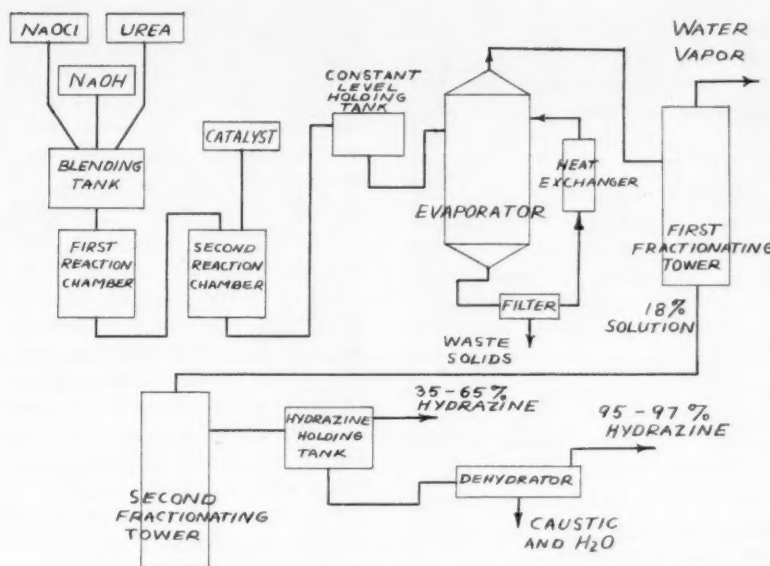 NaOCl
UREA
NaOH
BLENDING
TANK
FIRST
REACTION
CHAMBER
CATALYST
SECOND
REACTION
CHAMBER
CONSTANT
LEVEL
HOLDING
TANK
EVAPORATOR
HEAT
EXCHANGER
FILTER
WASTE
SOLIDS
WATER
VAPOR
FIRST
FRACTIONATING
TOWER
18%
SOLUTION
SECOND
FRACTIONATING
TOWER
HYDRAZINE
HOLDING
TANK
35-65%
HYDRAZINE
DEHYDRATOR
95-97%
HYDRAZINE
CAUSTIC
AND H₂O